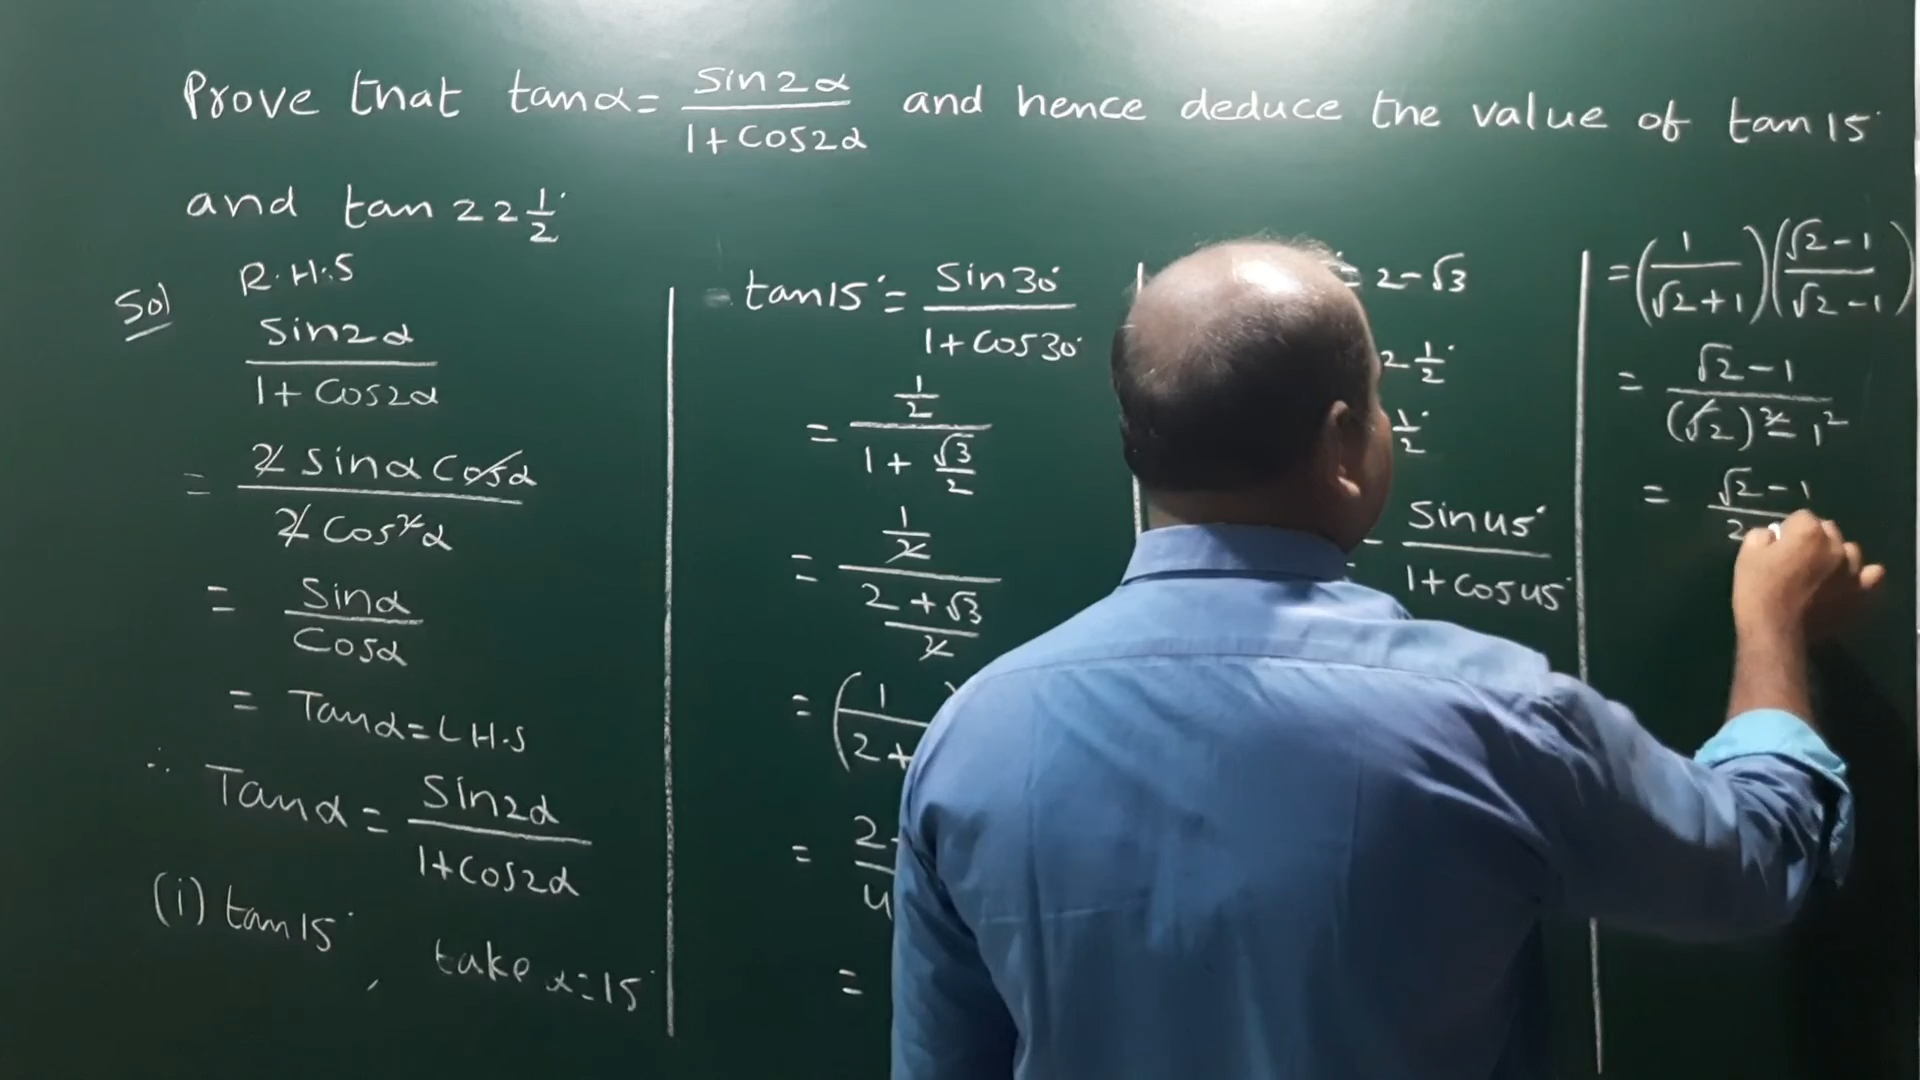 Prove that tanα = Sin2α / 1+Cos2α and hence deduce the value of tan15°
and tan 22 1/2°
Sol
R.H.S
Sin2α / 1+Cos2α
= 2 Sinα Cosα / 2 Cos²α
= Sinα / Cosα
= Tanα = L.H.S
∴ Tanα = Sin2α / 1+Cos2α
(i) tan15° , take α=15°
tan15° = Sin30° / 1+Cos30°
= 1/2 / 1+ √3/2
= 1/2 / 2+√3/2
= (1 / 2+
= 2- / 4
=
= 2-√3
2 1/2°
1/2°
= Sin45° / 1+Cos45°
= (1 / √2+1) (√2-1 / √2-1)
= √2-1 / (√2)²-1²
= √2-1 / 2